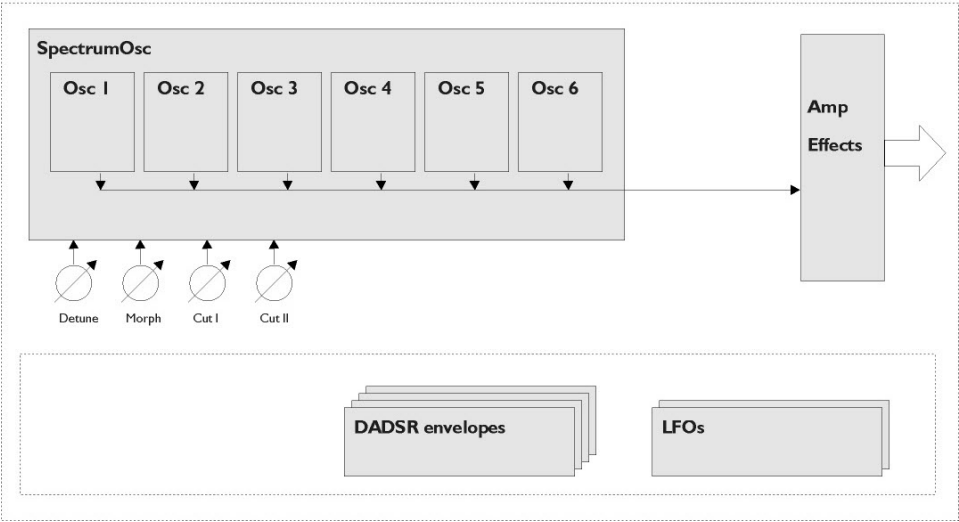 SpectrumOsc
Osc 1
Osc 2
Osc 3
Osc 4
Osc 5
Osc 6
Amp
Effects
Detune
Morph
Cut I
Cut II
DADSR envelopes
LFOs